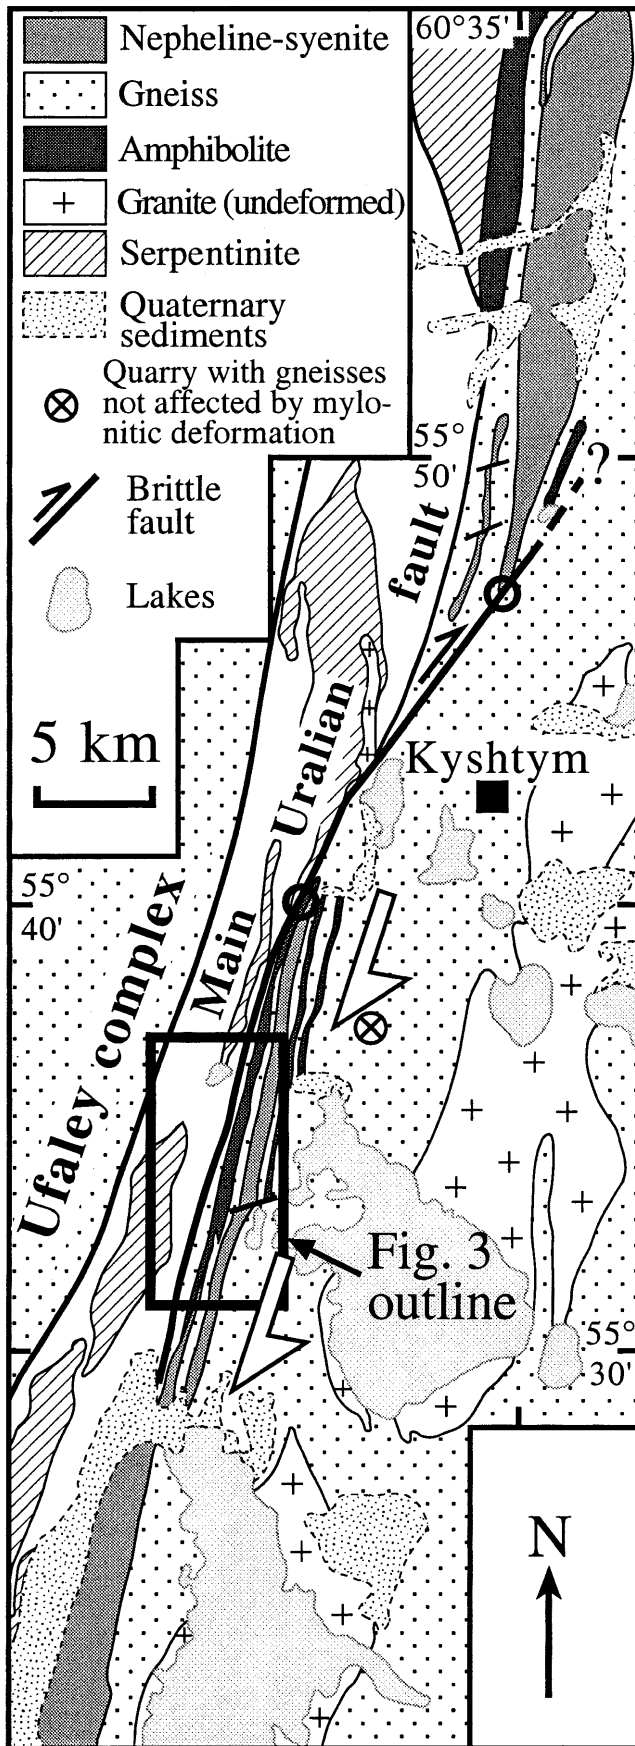 Nepheline-syenite
Gneiss
Amphibolite
Granite (undeformed)
Serpentinite
Quaternary
sediments
Quarry with gneisses
not affected by mylo-
nitic deformation
Brittle
fault
Lakes
5 km
60°35'
55°
50'
?
Main Uralian fault
Kyshtym
55°
40'
Ufaley complex
Fig. 3
outline
55°
30'
N